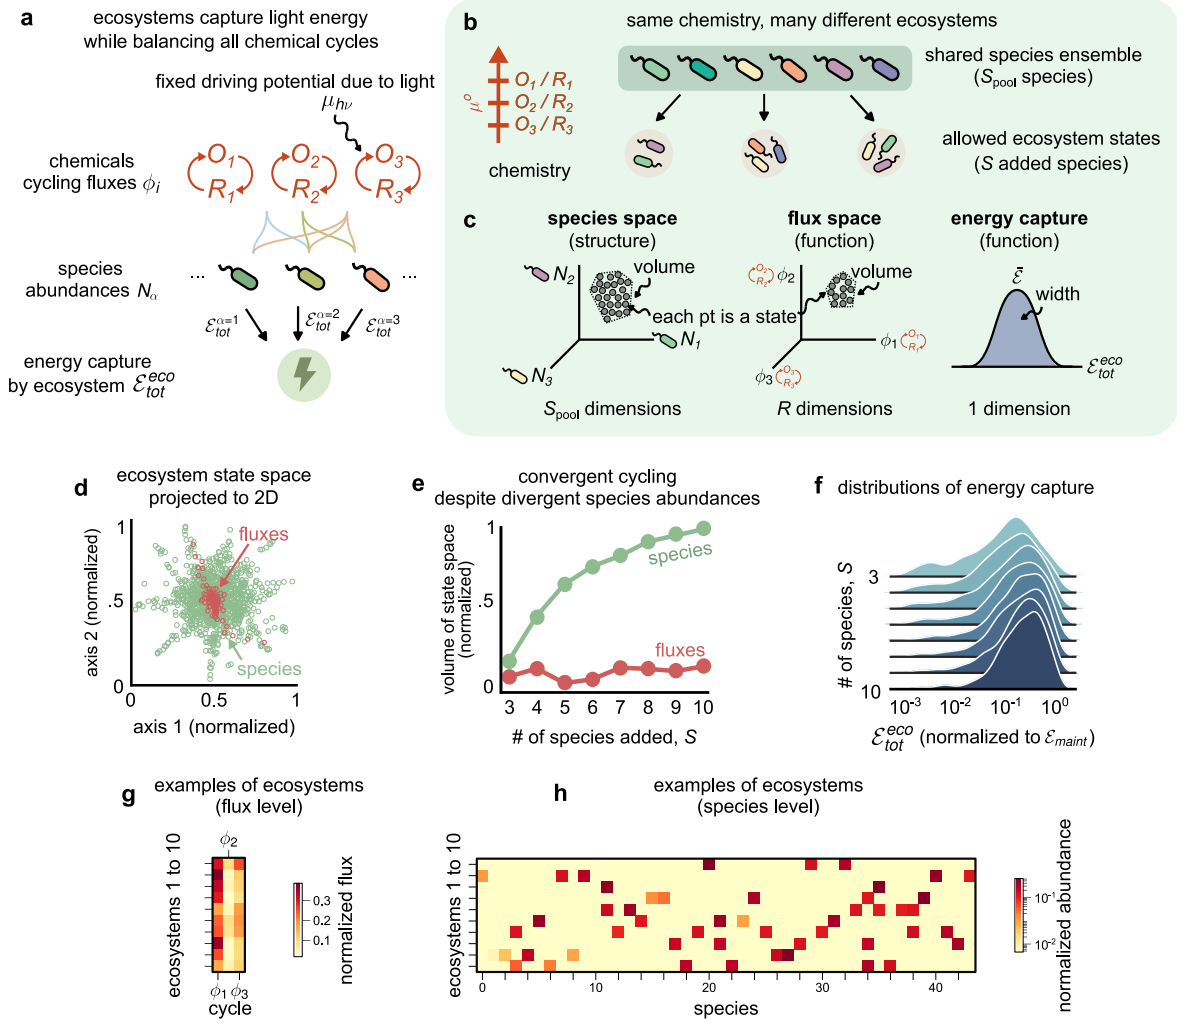 a
ecosystems capture light energy
while balancing all chemical cycles
fixed driving potential due to light
μhν
chemicals
cycling fluxes ϕi
O1
R1
O2
R2
O3
R3
species
abundances Nα
...
...
ℰtot^α=1
ℰtot^α=2
ℰtot^α=3
energy capture
by ecosystem ℰtot^eco
b
same chemistry, many different ecosystems
μo
O1 / R1
O2 / R2
O3 / R3
chemistry
shared species ensemble
(Spool species)
allowed ecosystem states
(S added species)
c
species space
(structure)
N2
volume
each pt is a state
N1
N3
Spool dimensions
flux space
(function)
O2
R2
ϕ2
volume
ϕ1
O1
R1
ϕ3
O3
R3
R dimensions
energy capture
(function)
ℰ̄
width
ℰtot^eco
1 dimension
d
ecosystem state space
projected to 2D
axis 2 (normalized)
1
.5
0
fluxes
species
0
0.5
1
axis 1 (normalized)
e
convergent cycling
despite divergent species abundances
volume of state space
(normalized)
1
.5
0
species
fluxes
3 4 5 6 7 8 9 10
# of species added, S
f
distributions of energy capture
# of species, S
3
10
10^-3 10^-2 10^-1 10^0
ℰtot^eco (normalized to ℰmaint)
g
examples of ecosystems
(flux level)
ecosystems 1 to 10
ϕ2
ϕ1 ϕ3
cycle
.3
.2
0.1
normalized flux
h
examples of ecosystems
(species level)
ecosystems 1 to 10
0 10 20 30 40
species
10^-1
10^-2
normalized abundance